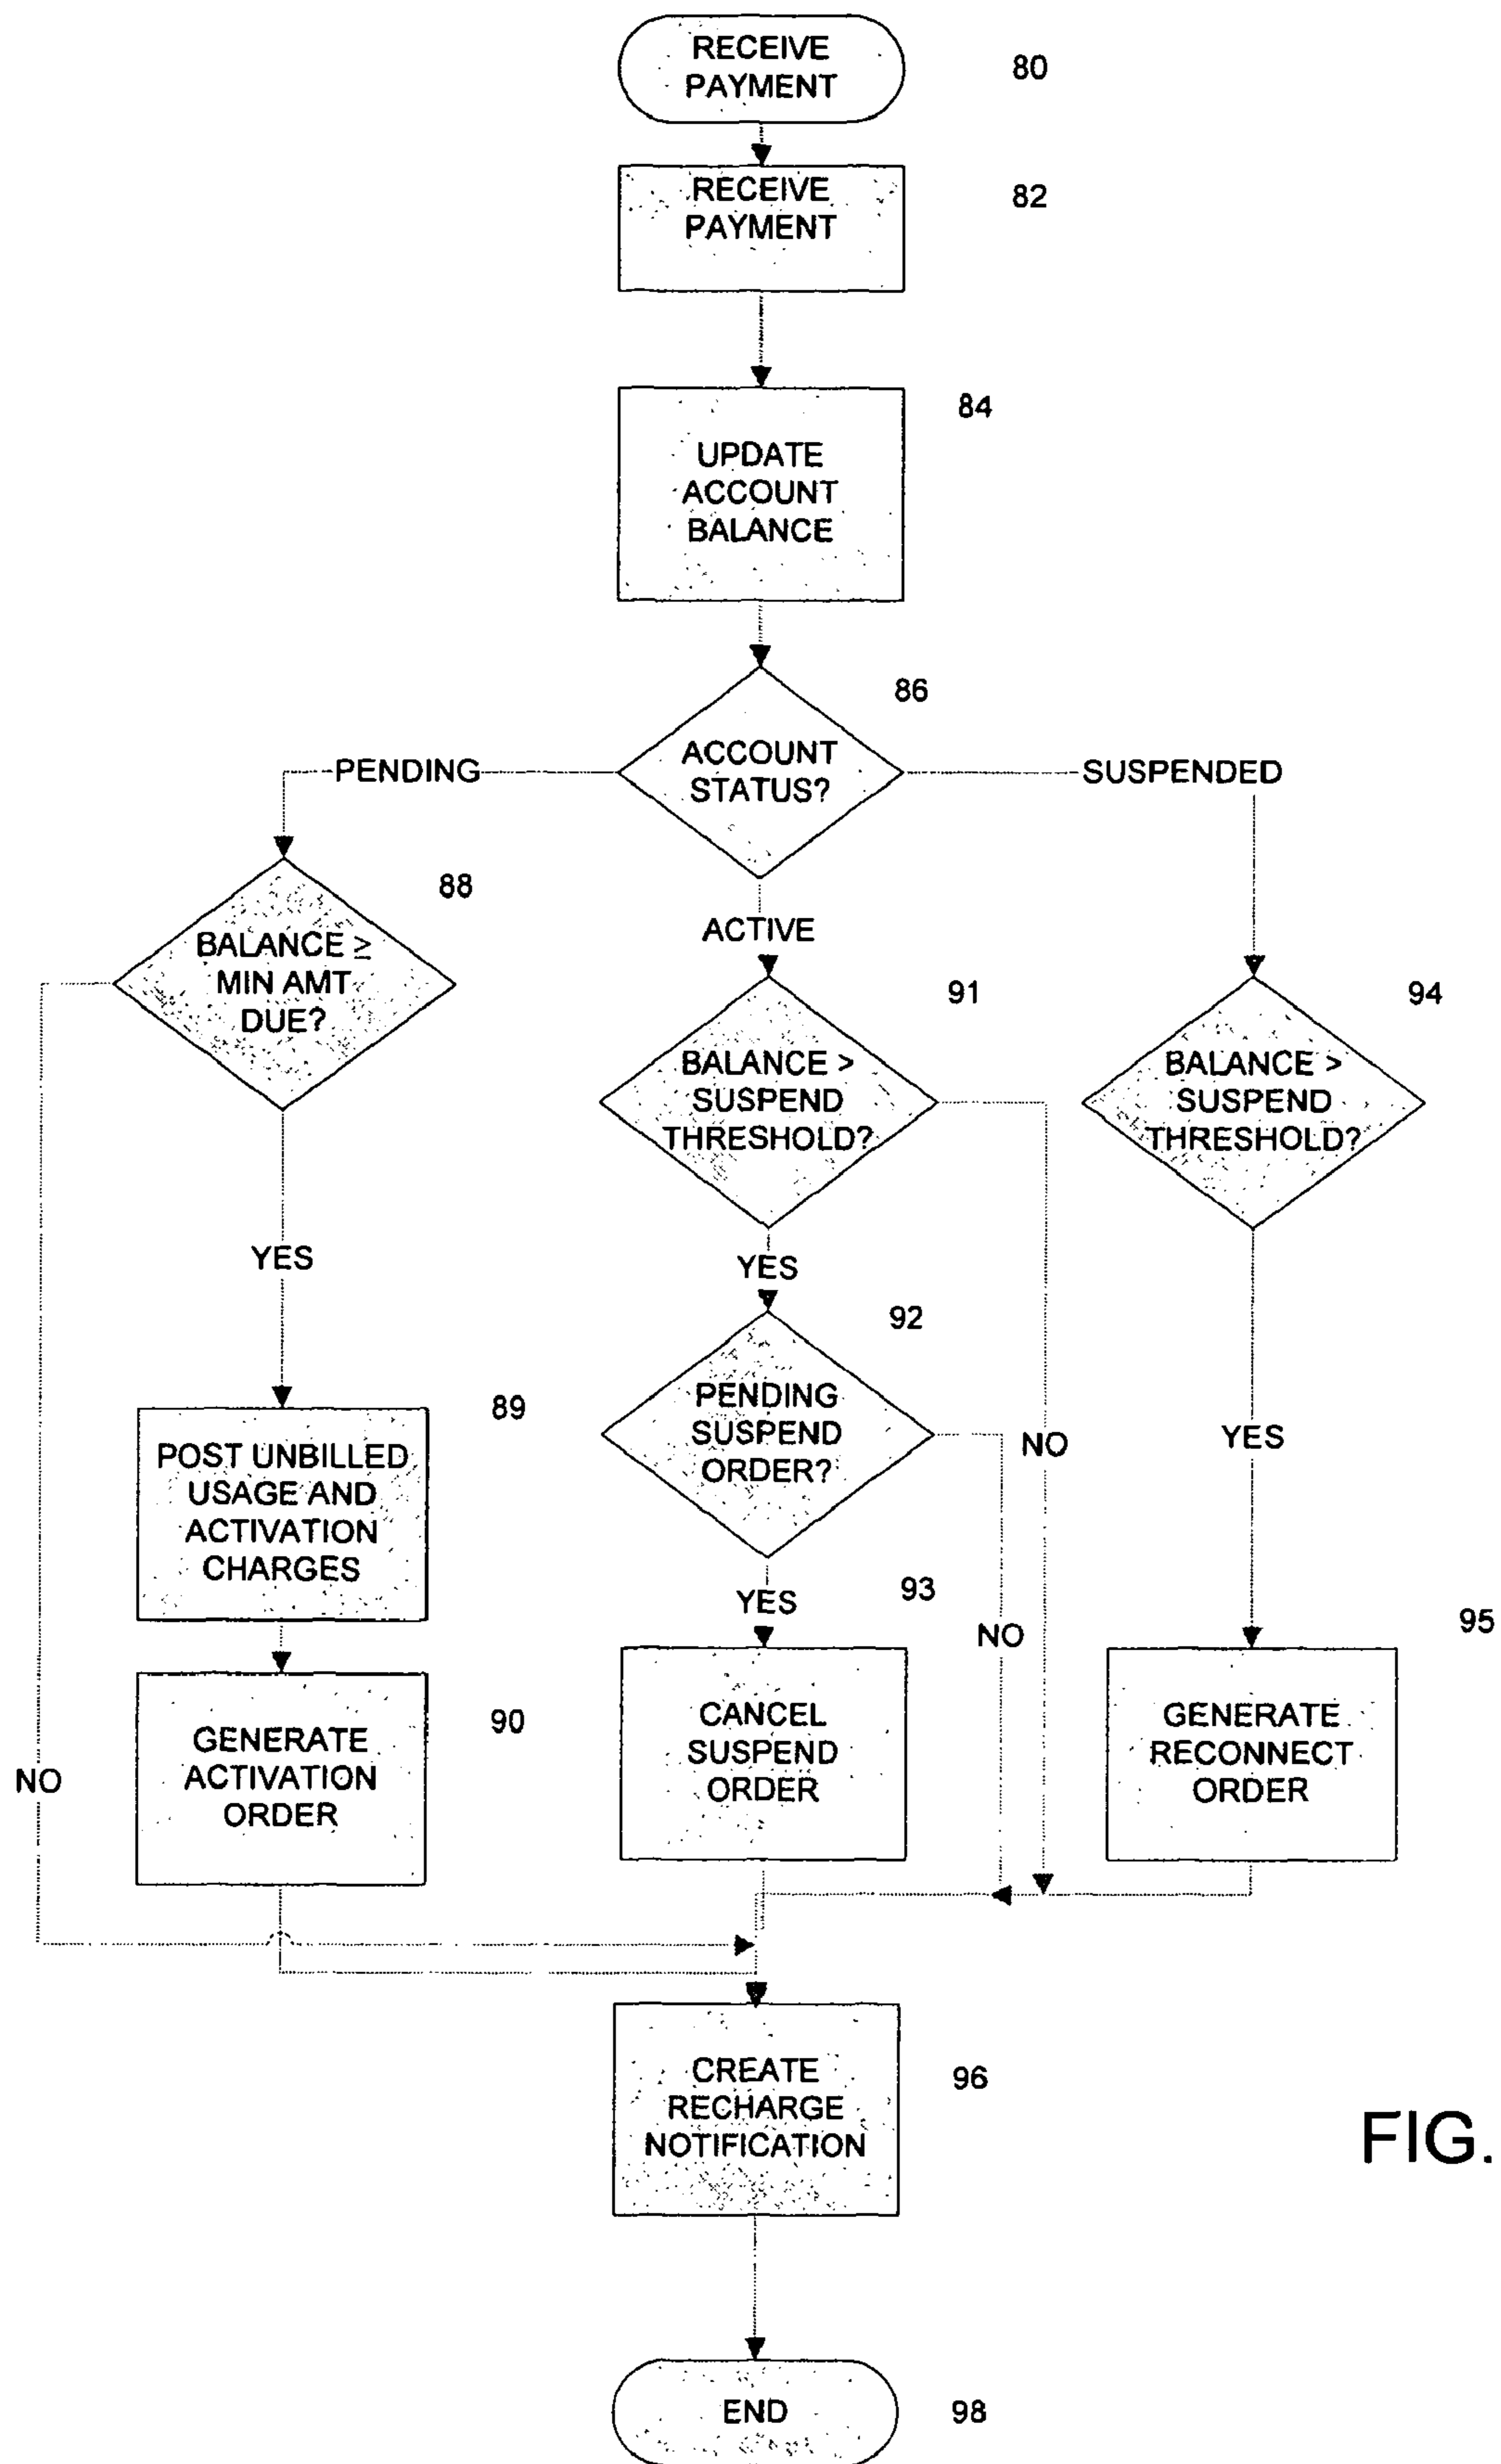 RECEIVE
PAYMENT
80
RECEIVE
PAYMENT
82
84
UPDATE
ACCOUNT
BALANCE
86
ACCOUNT
STATUS?
PENDING
SUSPENDED
88
BALANCE ≥
MIN AMT
DUE?
ACTIVE
91
94
BALANCE >
SUSPEND
THRESHOLD?
BALANCE >
SUSPEND
THRESHOLD?
YES
YES
92
89
PENDING
SUSPEND
ORDER?
NO
YES
POST UNBILLED
USAGE AND
ACTIVATION
CHARGES
YES
93
NO
95
90
GENERATE
ACTIVATION
ORDER
NO
CANCEL
SUSPEND
ORDER
GENERATE
RECONNECT
ORDER
96
CREATE
RECHARGE
NOTIFICATION
FIG.
END
98